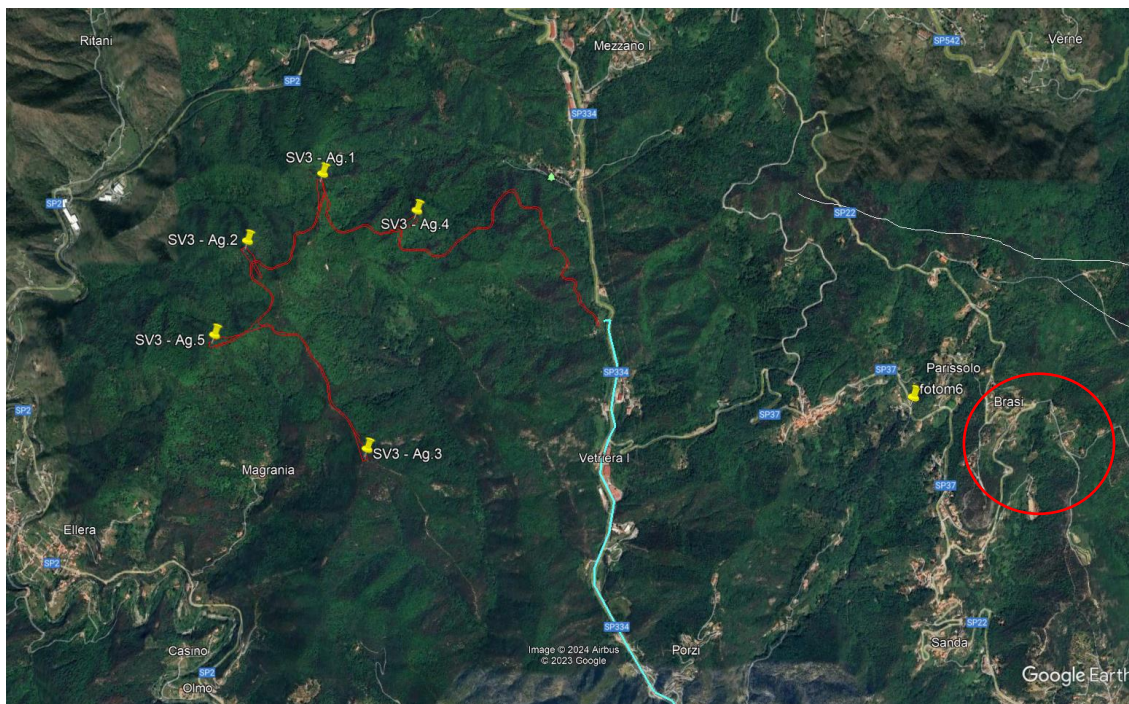 Ritani
Mezzano I
SP542
Verne
SP2
SP334
SV3 - Ag.1
SP2
SV3 - Ag.4
SP22
SV3 - Ag.2
SV3 - Ag.5
SP334
SP37
Parissolo
fotom6
SP2
SP37
Brasi
SV3 - Ag.3
Vetriera I
Magrania
SP37
Ellera
SP2
SP334
SP22
Sanda
Casino
Image © 2024 Airbus
© 2023 Google
Porzi
SP2
Olmo
Google Earth